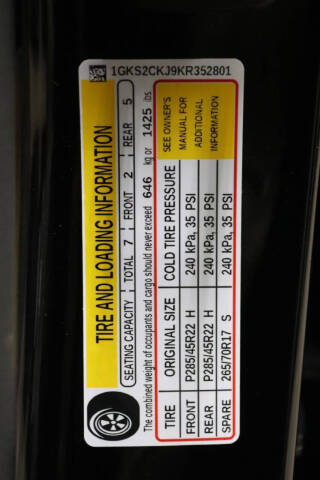 1GKS2CKJ9KR352801
TIRE AND LOADING INFORMATION
SEATING CAPACITY TOTAL 7 FRONT 2 REAR 5
The combined weight of occupants and cargo should never exceed 646 kg or 1425 lbs
TIRE ORIGINAL SIZE COLD TIRE PRESSURE SEE OWNER'S
FRONT P285/45R22 H 240 kPa, 35 PSI MANUAL FOR
REAR P285/45R22 H 240 kPa, 35 PSI ADDITIONAL
SPARE 265/70R17 S 240 kPa, 35 PSI INFORMATION